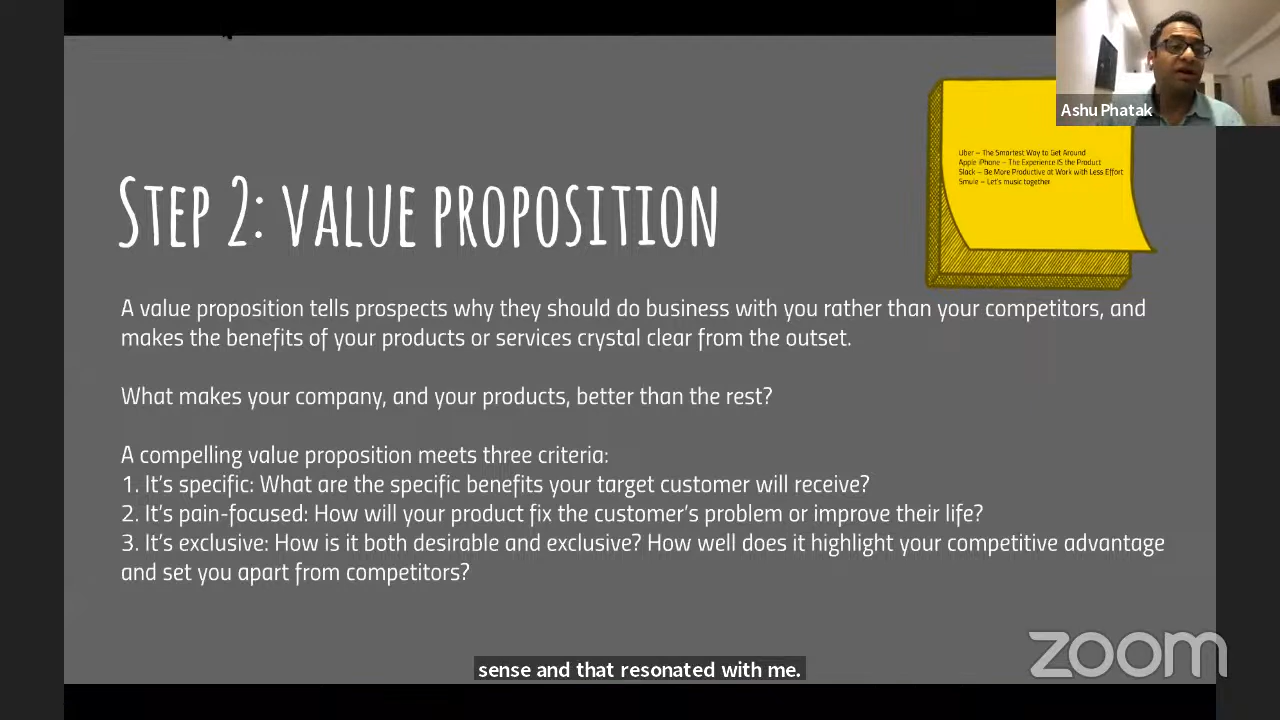 Ashu Phatak
Uber – The Smartest Way to Get Around
Apple iPhone – The Experience IS the Product
Slack – Be More Productive at Work with Less Effort
Smule – Let's music together
Step 2: value proposition
A value proposition tells prospects why they should do business with you rather than your competitors, and
makes the benefits of your products or services crystal clear from the outset.
What makes your company, and your products, better than the rest?
A compelling value proposition meets three criteria:
1. It's specific: What are the specific benefits your target customer will receive?
2. It's pain-focused: How will your product fix the customer's problem or improve their life?
3. It's exclusive: How is it both desirable and exclusive? How well does it highlight your competitive advantage
and set you apart from competitors?
zoom
sense and that resonated with me.